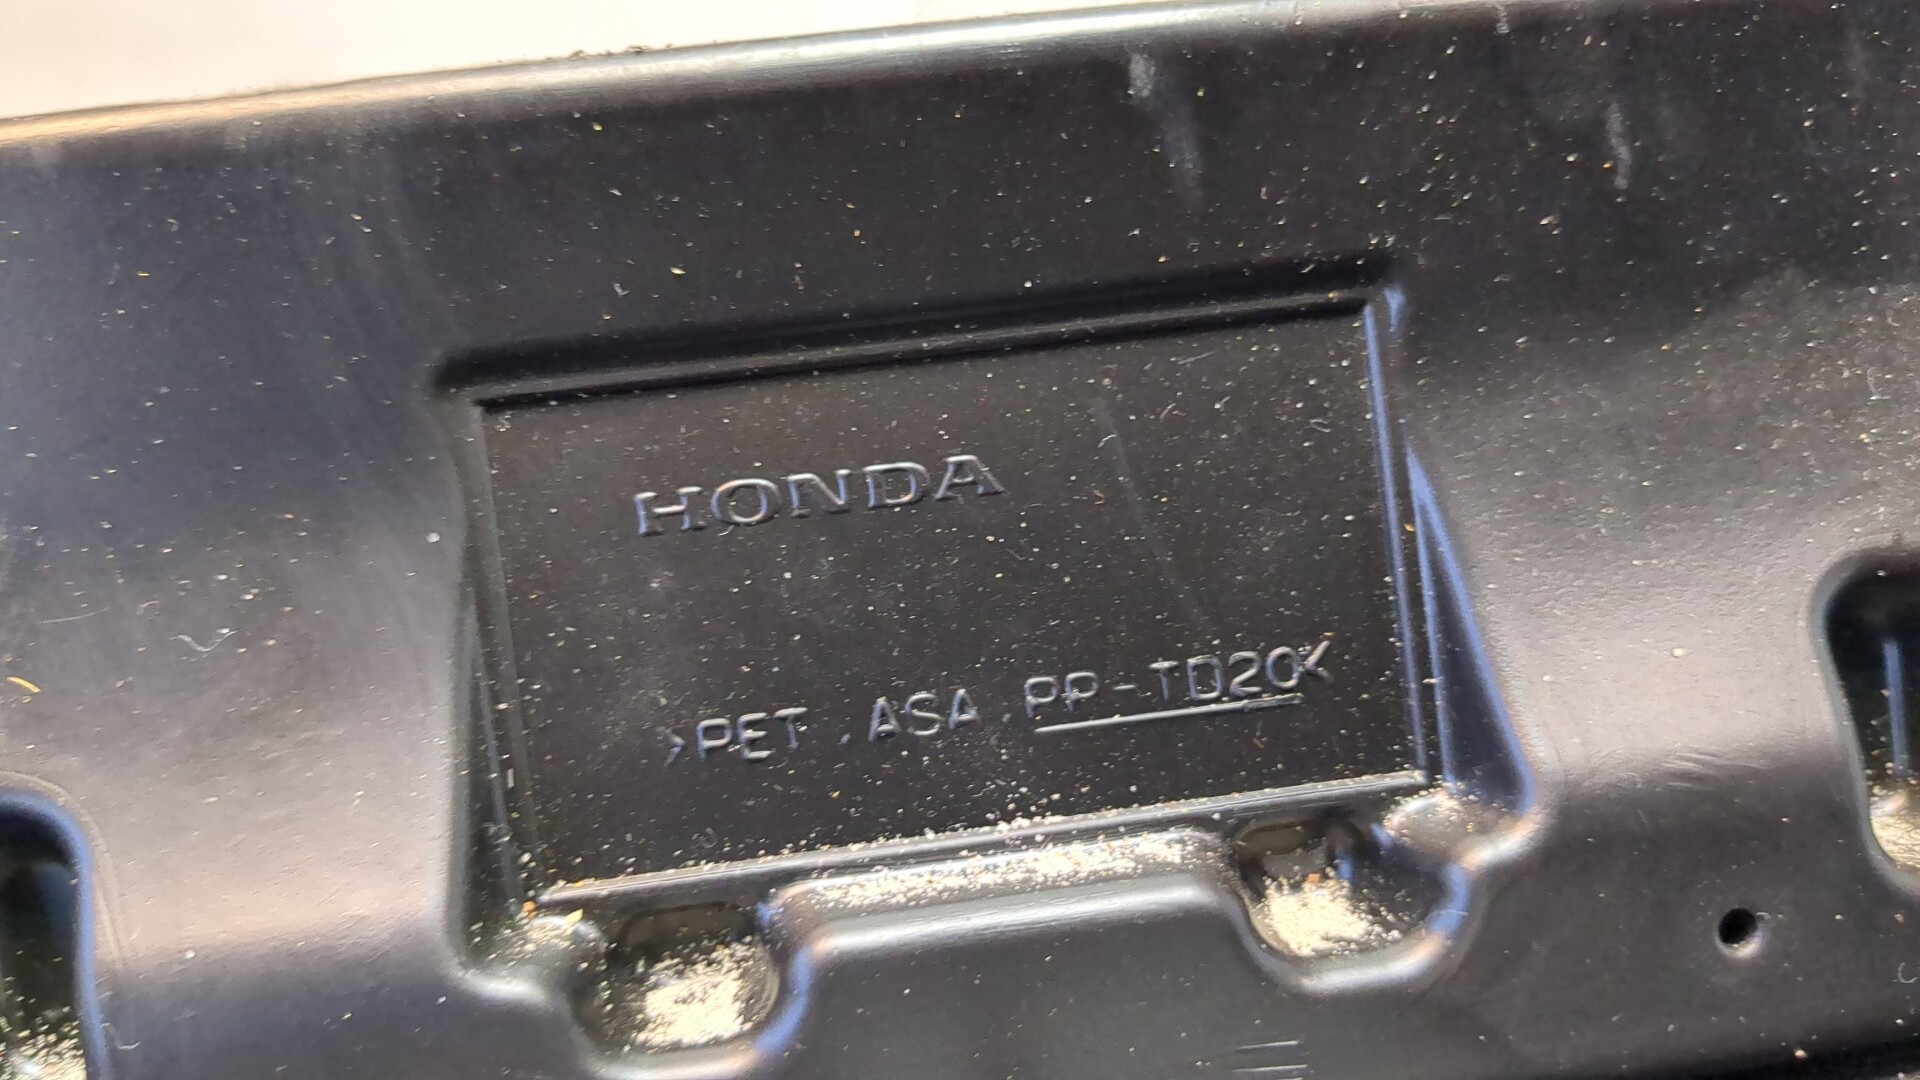 HONDA
>PET , ASA , PP-TD20<